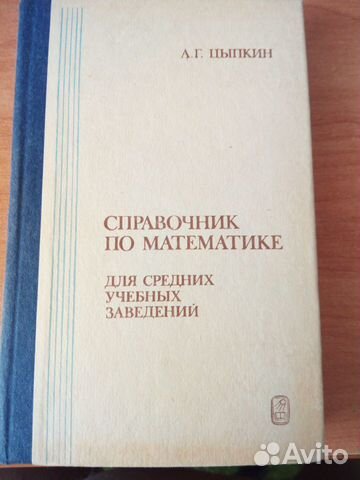 А. Г. ЦЫПКИН
СПРАВОЧНИК
ПО МАТЕМАТИКЕ
ДЛЯ СРЕДНИХ
УЧЕБНЫХ
ЗАВЕДЕНИЙ
Avito